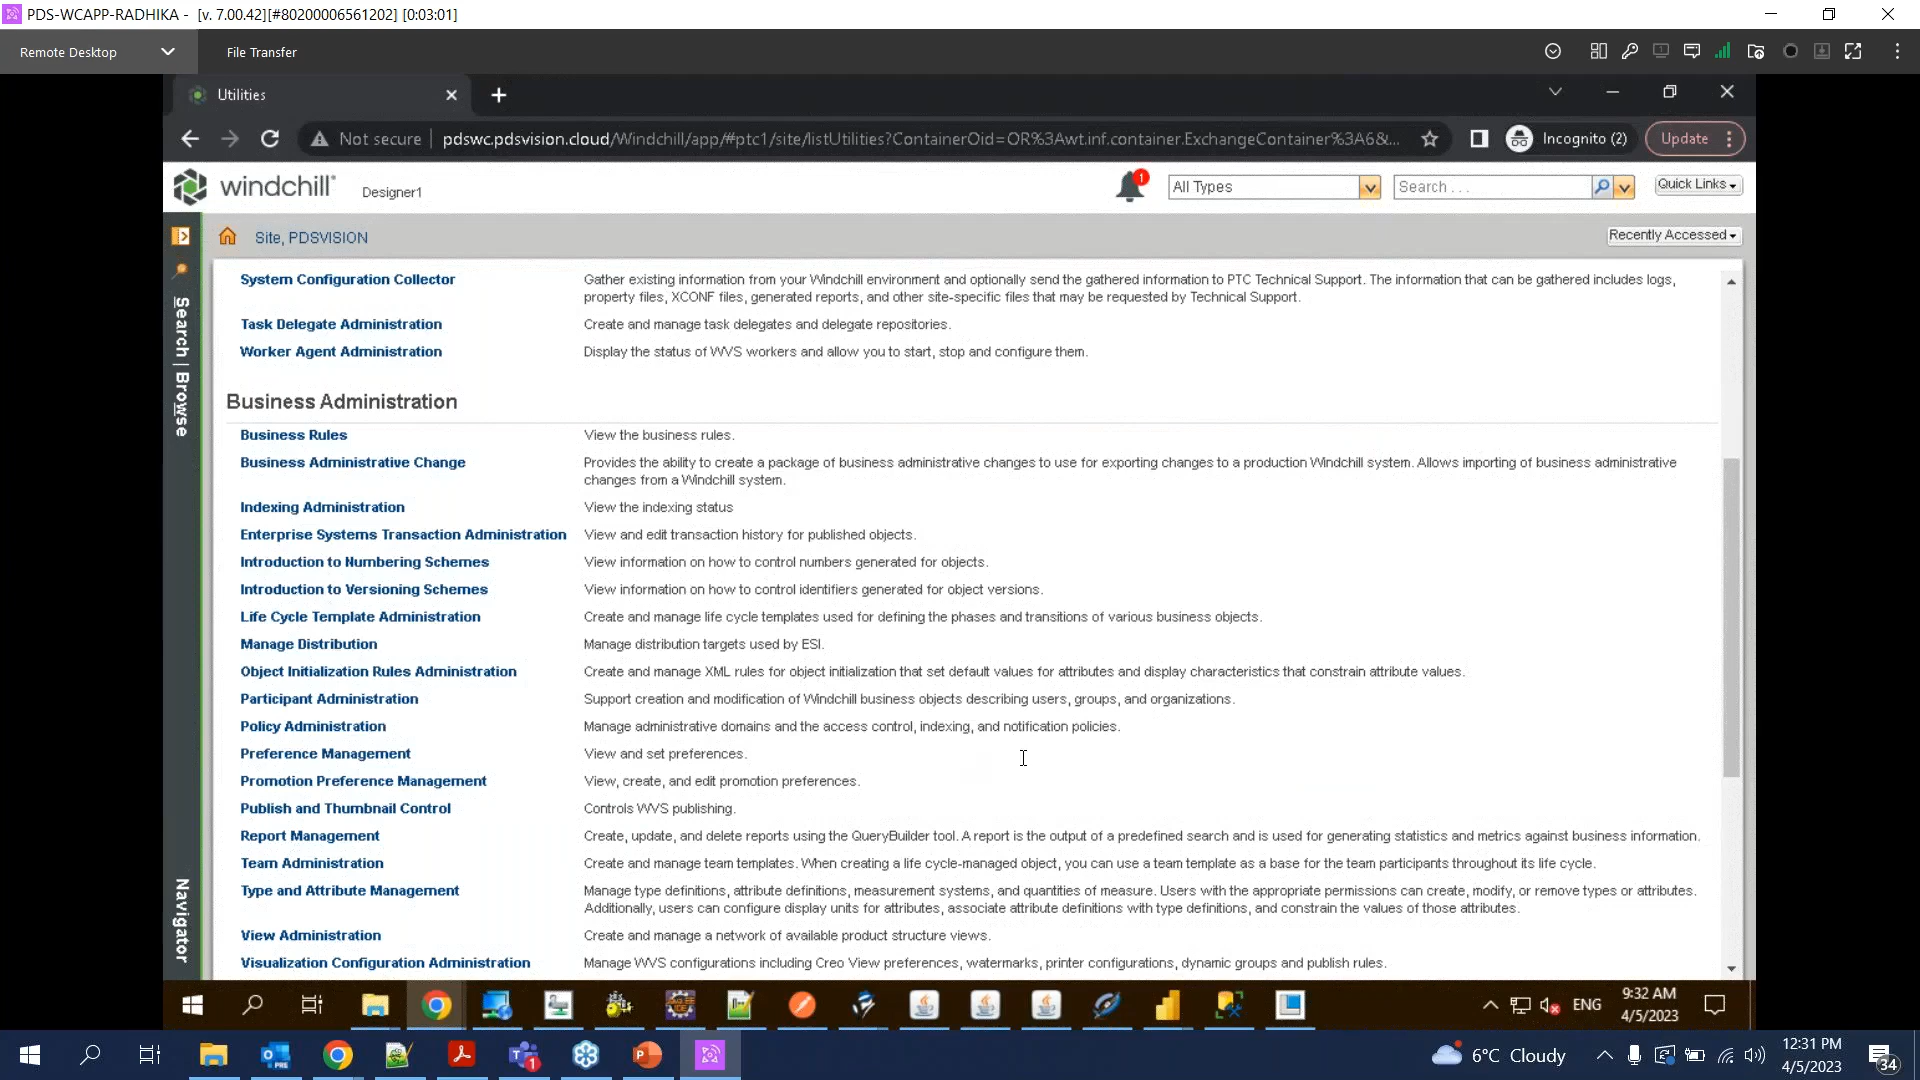 PDS-WCAPP-RADHIKA - [v. 7.00.42][#80200006561202] [0:03:01]
Remote Desktop
File Transfer
Utilities
Not secure
pdswc.pdsvision.cloud/Windchill/app/#ptc1/site/listUtilities?ContainerOid=OR%3Awt.inf.container.ExchangeContainer%3A6&t...
Incognito (2)
Update
windchill
Designer1
1
All Types
Search . . .
Quick Links
Site, PDSVISION
Recently Accessed
Search | Browse
Navigator
System Configuration Collector
Gather existing information from your Windchill environment and optionally send the gathered information to PTC Technical Support. The information that can be gathered includes logs,
property files, XCONF files, generated reports, and other site-specific files that may be requested by Technical Support.
Task Delegate Administration
Create and manage task delegates and delegate repositories.
Worker Agent Administration
Display the status of WVS workers and allow you to start, stop and configure them.
Business Administration
Business Rules
View the business rules.
Business Administrative Change
Provides the ability to create a package of business administrative changes to use for exporting changes to a production Windchill system. Allows importing of business administrative
changes from a Windchill system.
Indexing Administration
View the indexing status
Enterprise Systems Transaction Administration
View and edit transaction history for published objects.
Introduction to Numbering Schemes
View information on how to control numbers generated for objects.
Introduction to Versioning Schemes
View information on how to control identifiers generated for object versions.
Life Cycle Template Administration
Create and manage life cycle templates used for defining the phases and transitions of various business objects.
Manage Distribution
Manage distribution targets used by ESI.
Object Initialization Rules Administration
Create and manage XML rules for object initialization that set default values for attributes and display characteristics that constrain attribute values.
Participant Administration
Support creation and modification of Windchill business objects describing users, groups, and organizations.
Policy Administration
Manage administrative domains and the access control, indexing, and notification policies.
Preference Management
View and set preferences.
Promotion Preference Management
View, create, and edit promotion preferences.
Publish and Thumbnail Control
Controls WVS publishing.
Report Management
Create, update, and delete reports using the QueryBuilder tool. A report is the output of a predefined search and is used for generating statistics and metrics against business information.
Team Administration
Create and manage team templates. When creating a life cycle-managed object, you can use a team template as a base for the team participants throughout its life cycle.
Type and Attribute Management
Manage type definitions, attribute definitions, measurement systems, and quantities of measure. Users with the appropriate permissions can create, modify, or remove types or attributes.
Additionally, users can configure display units for attributes, associate attribute definitions with type definitions, and constrain the values of those attributes.
View Administration
Create and manage a network of available product structure views.
Visualization Configuration Administration
Manage WVS configurations including Creo View preferences, watermarks, printer configurations, dynamic groups and publish rules.
ENG
9:32 AM
4/5/2023
6°C Cloudy
12:31 PM
4/5/2023
34